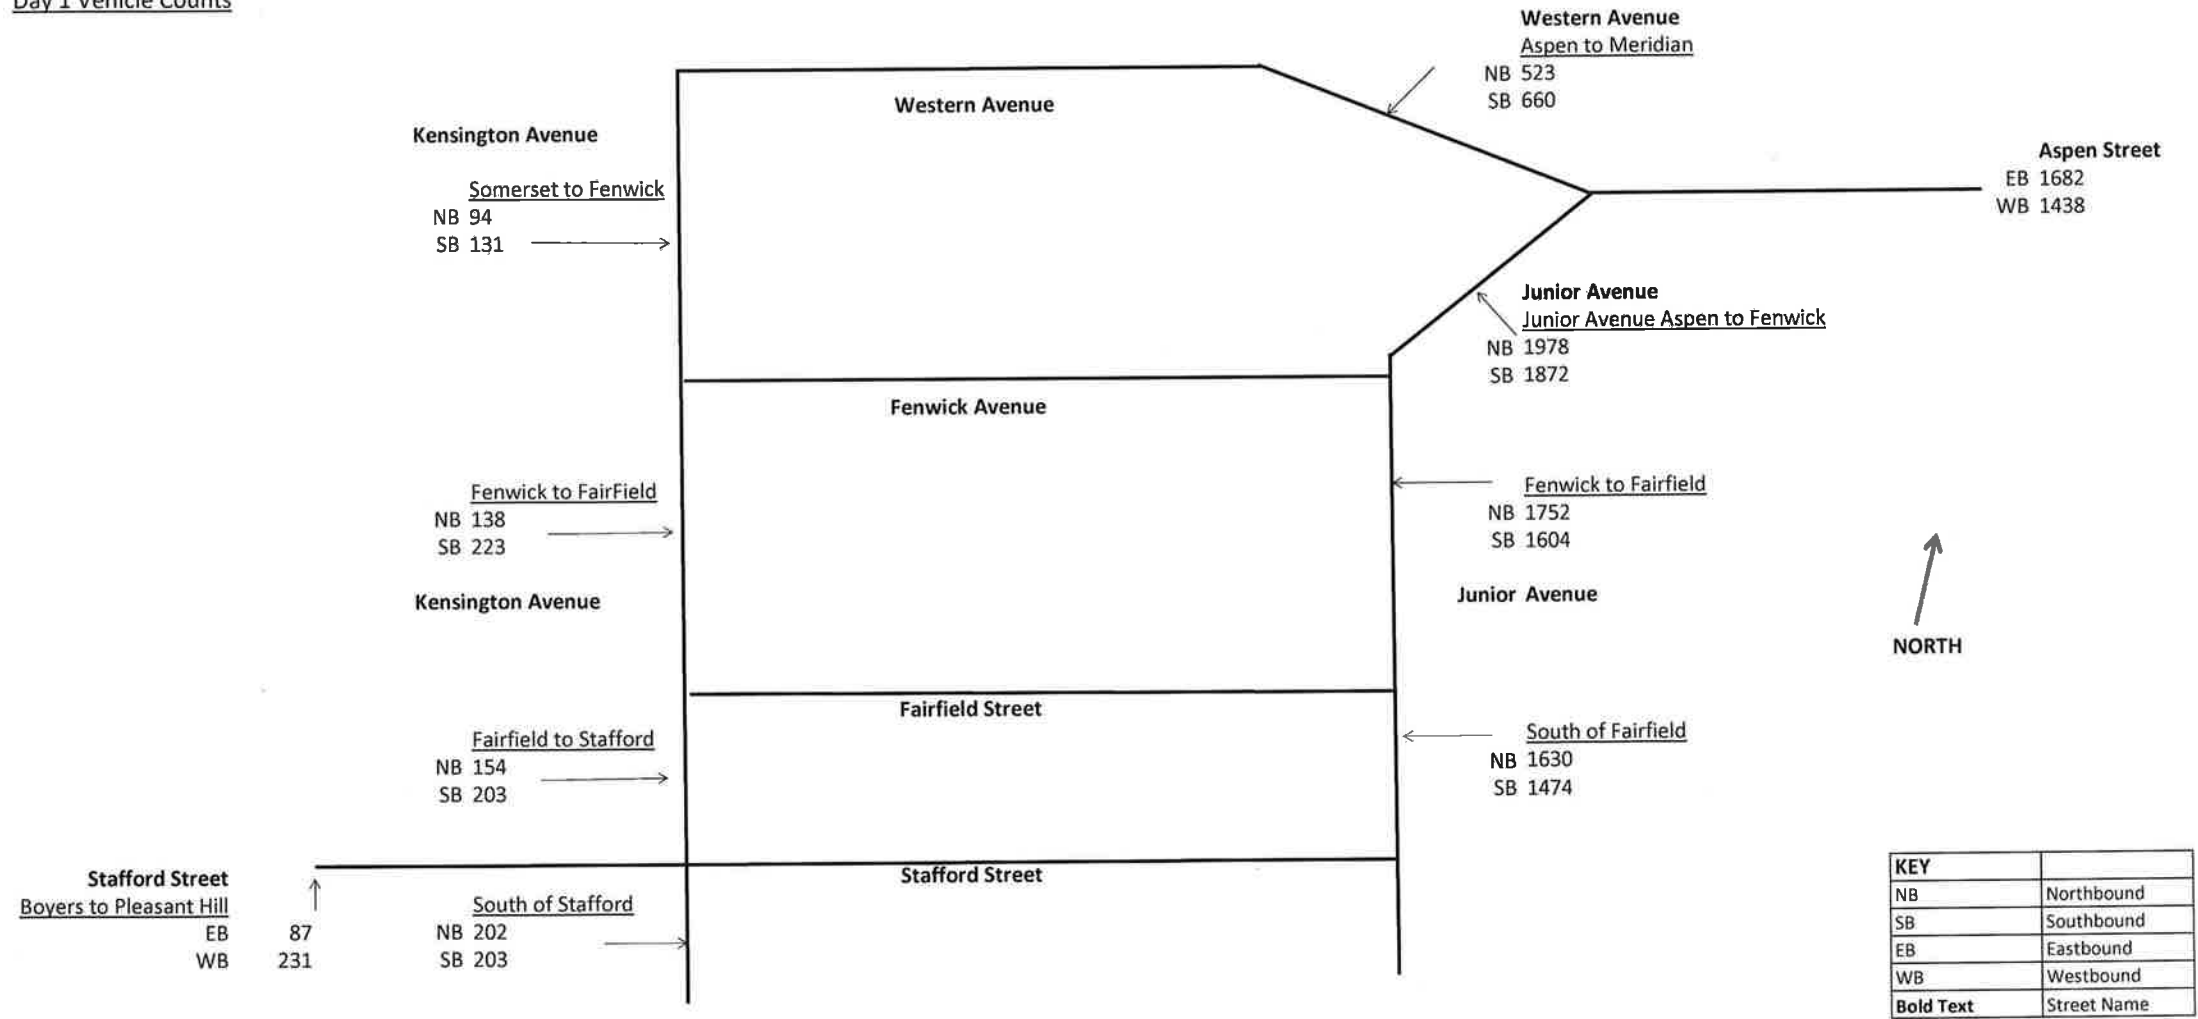 Day 1 Vehicle Counts
Western Avenue
Aspen to Meridian
NB 523
SB 660
Western Avenue
Kensington Avenue
Somerset to Fenwick
NB 94
SB 131
Aspen Street
EB 1682
WB 1438
Junior Avenue
Junior Avenue Aspen to Fenwick
NB 1978
SB 1872
Fenwick Avenue
Fenwick to FairField
NB 138
SB 223
Fenwick to Fairfield
NB 1752
SB 1604
Kensington Avenue
Junior Avenue
NORTH
Fairfield Street
Fairfield to Stafford
NB 154
SB 203
South of Fairfield
NB 1630
SB 1474
Stafford Street
Stafford Street
Boyers to Pleasant Hill
EB 87
WB 231
South of Stafford
NB 202
SB 203
KEY
NB Northbound
SB Southbound
EB Eastbound
WB Westbound
Bold Text Street Name